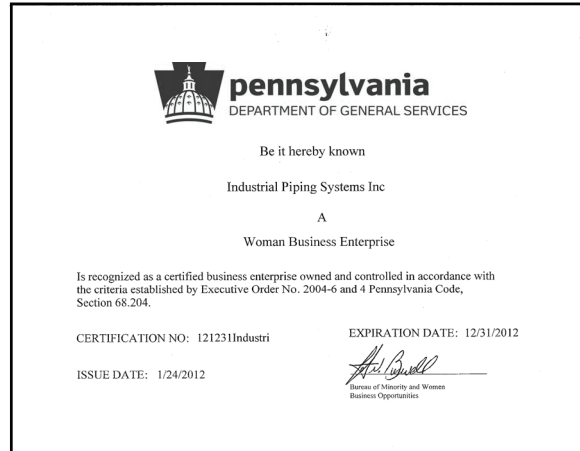 pennsylvania
DEPARTMENT OF GENERAL SERVICES
Be it hereby known
Industrial Piping Systems Inc
A
Woman Business Enterprise
Is recognized as a certified business enterprise owned and controlled in accordance with
the criteria established by Executive Order No. 2004-6 and 4 Pennsylvania Code,
Section 68.204.
CERTIFICATION NO: 121231Industri
EXPIRATION DATE: 12/31/2012
ISSUE DATE: 1/24/2012
Bureau of Minority and Women
Business Opportunities